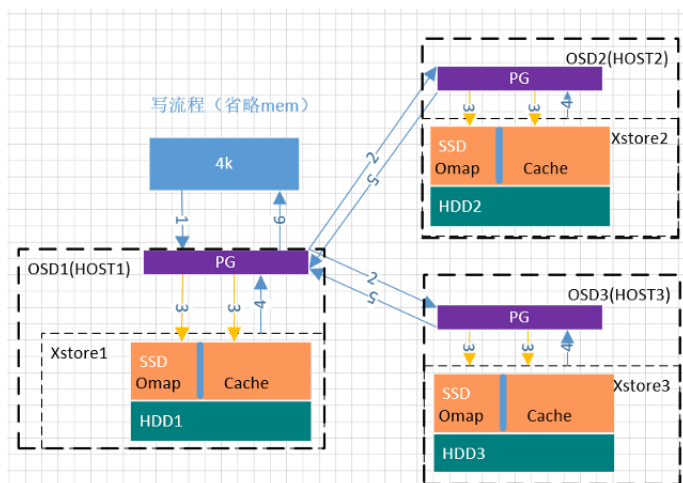 OSD2(HOST2)
PG
写流程（省略mem）
2
5
3
3
4
Xstore2
4k
SSD
Omap
Cache
HDD2
1
6
OSD1(HOST1)
PG
2
5
OSD3(HOST3)
PG
3
3
4
3
3
4
Xstore1
SSD
Omap
Cache
HDD1
Xstore3
SSD
Omap
Cache
HDD3